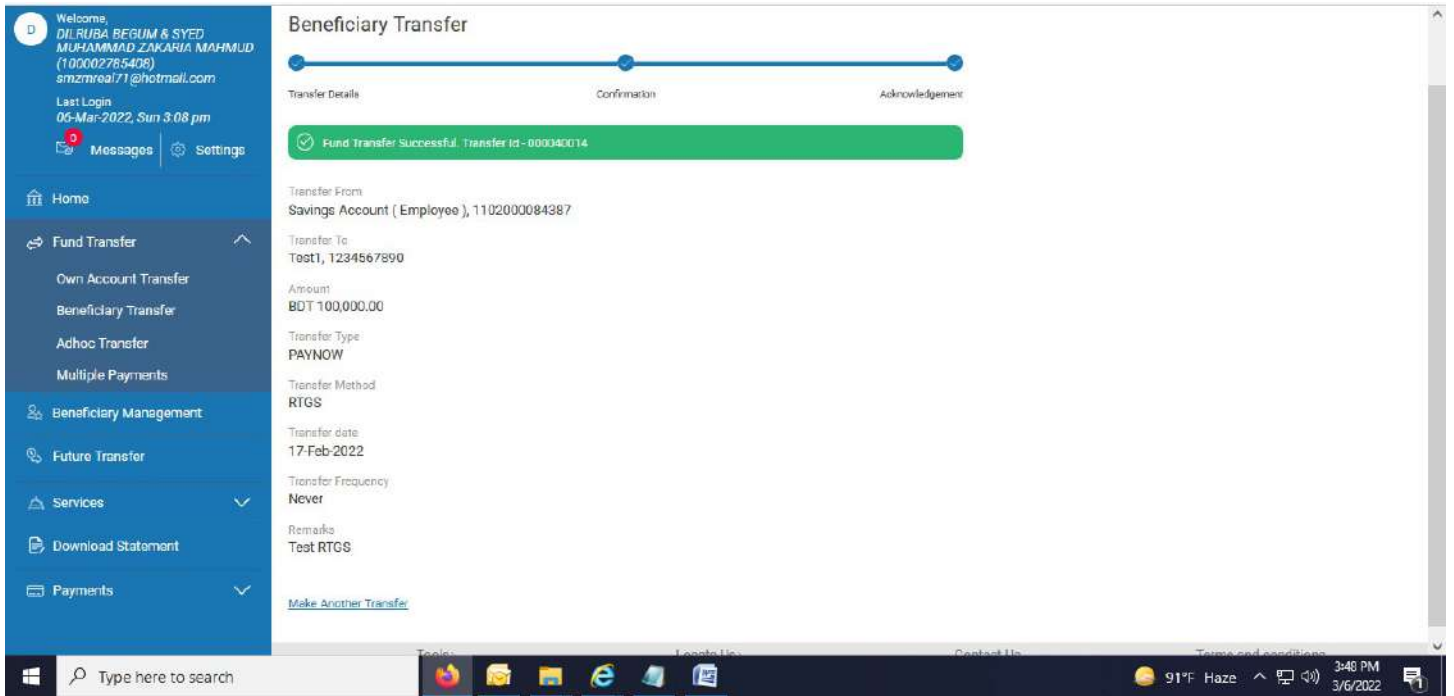 D
Welcome,
DILRUBA BEGUM & SYED
MUHAMMAD ZAKARIA MAHMUD
(100002785408)
smzmreal71@hotmail.com
Last Login
06-Mar-2022, Sun 3:08 pm
0
Messages
Settings
Home
Fund Transfer
Own Account Transfer
Beneficiary Transfer
Adhoc Transfer
Multiple Payments
Beneficiary Management
Future Transfer
Services
Download Statement
Payments
Beneficiary Transfer
Transfer Details
Confirmation
Acknowledgement
Fund Transfer Successful. Transfer Id - 000040014
Transfer From
Savings Account ( Employee ), 1102000084387
Transfer To
Test1, 1234567890
Amount
BDT 100,000.00
Transfer Type
PAYNOW
Transfer Method
RTGS
Transfer date
17-Feb-2022
Transfer Frequency
Never
Remarks
Test RTGS
Make Another Transfer
Tools:
Locate Us:
Contact Us
Terms and conditions
Type here to search
91°F Haze
3:48 PM
3/6/2022
1